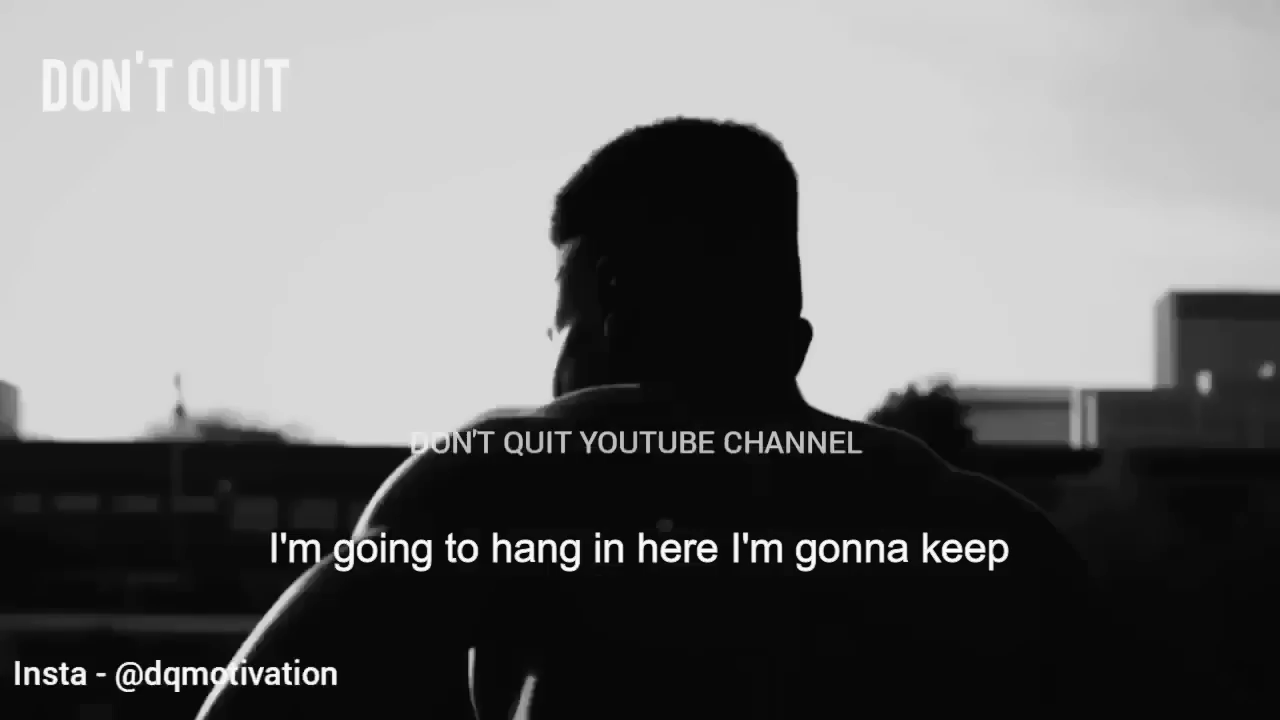 DON'T QUIT
DON'T QUIT YOUTUBE CHANNEL
I'm going to hang in here I'm gonna keep
Insta - @dqmotivation